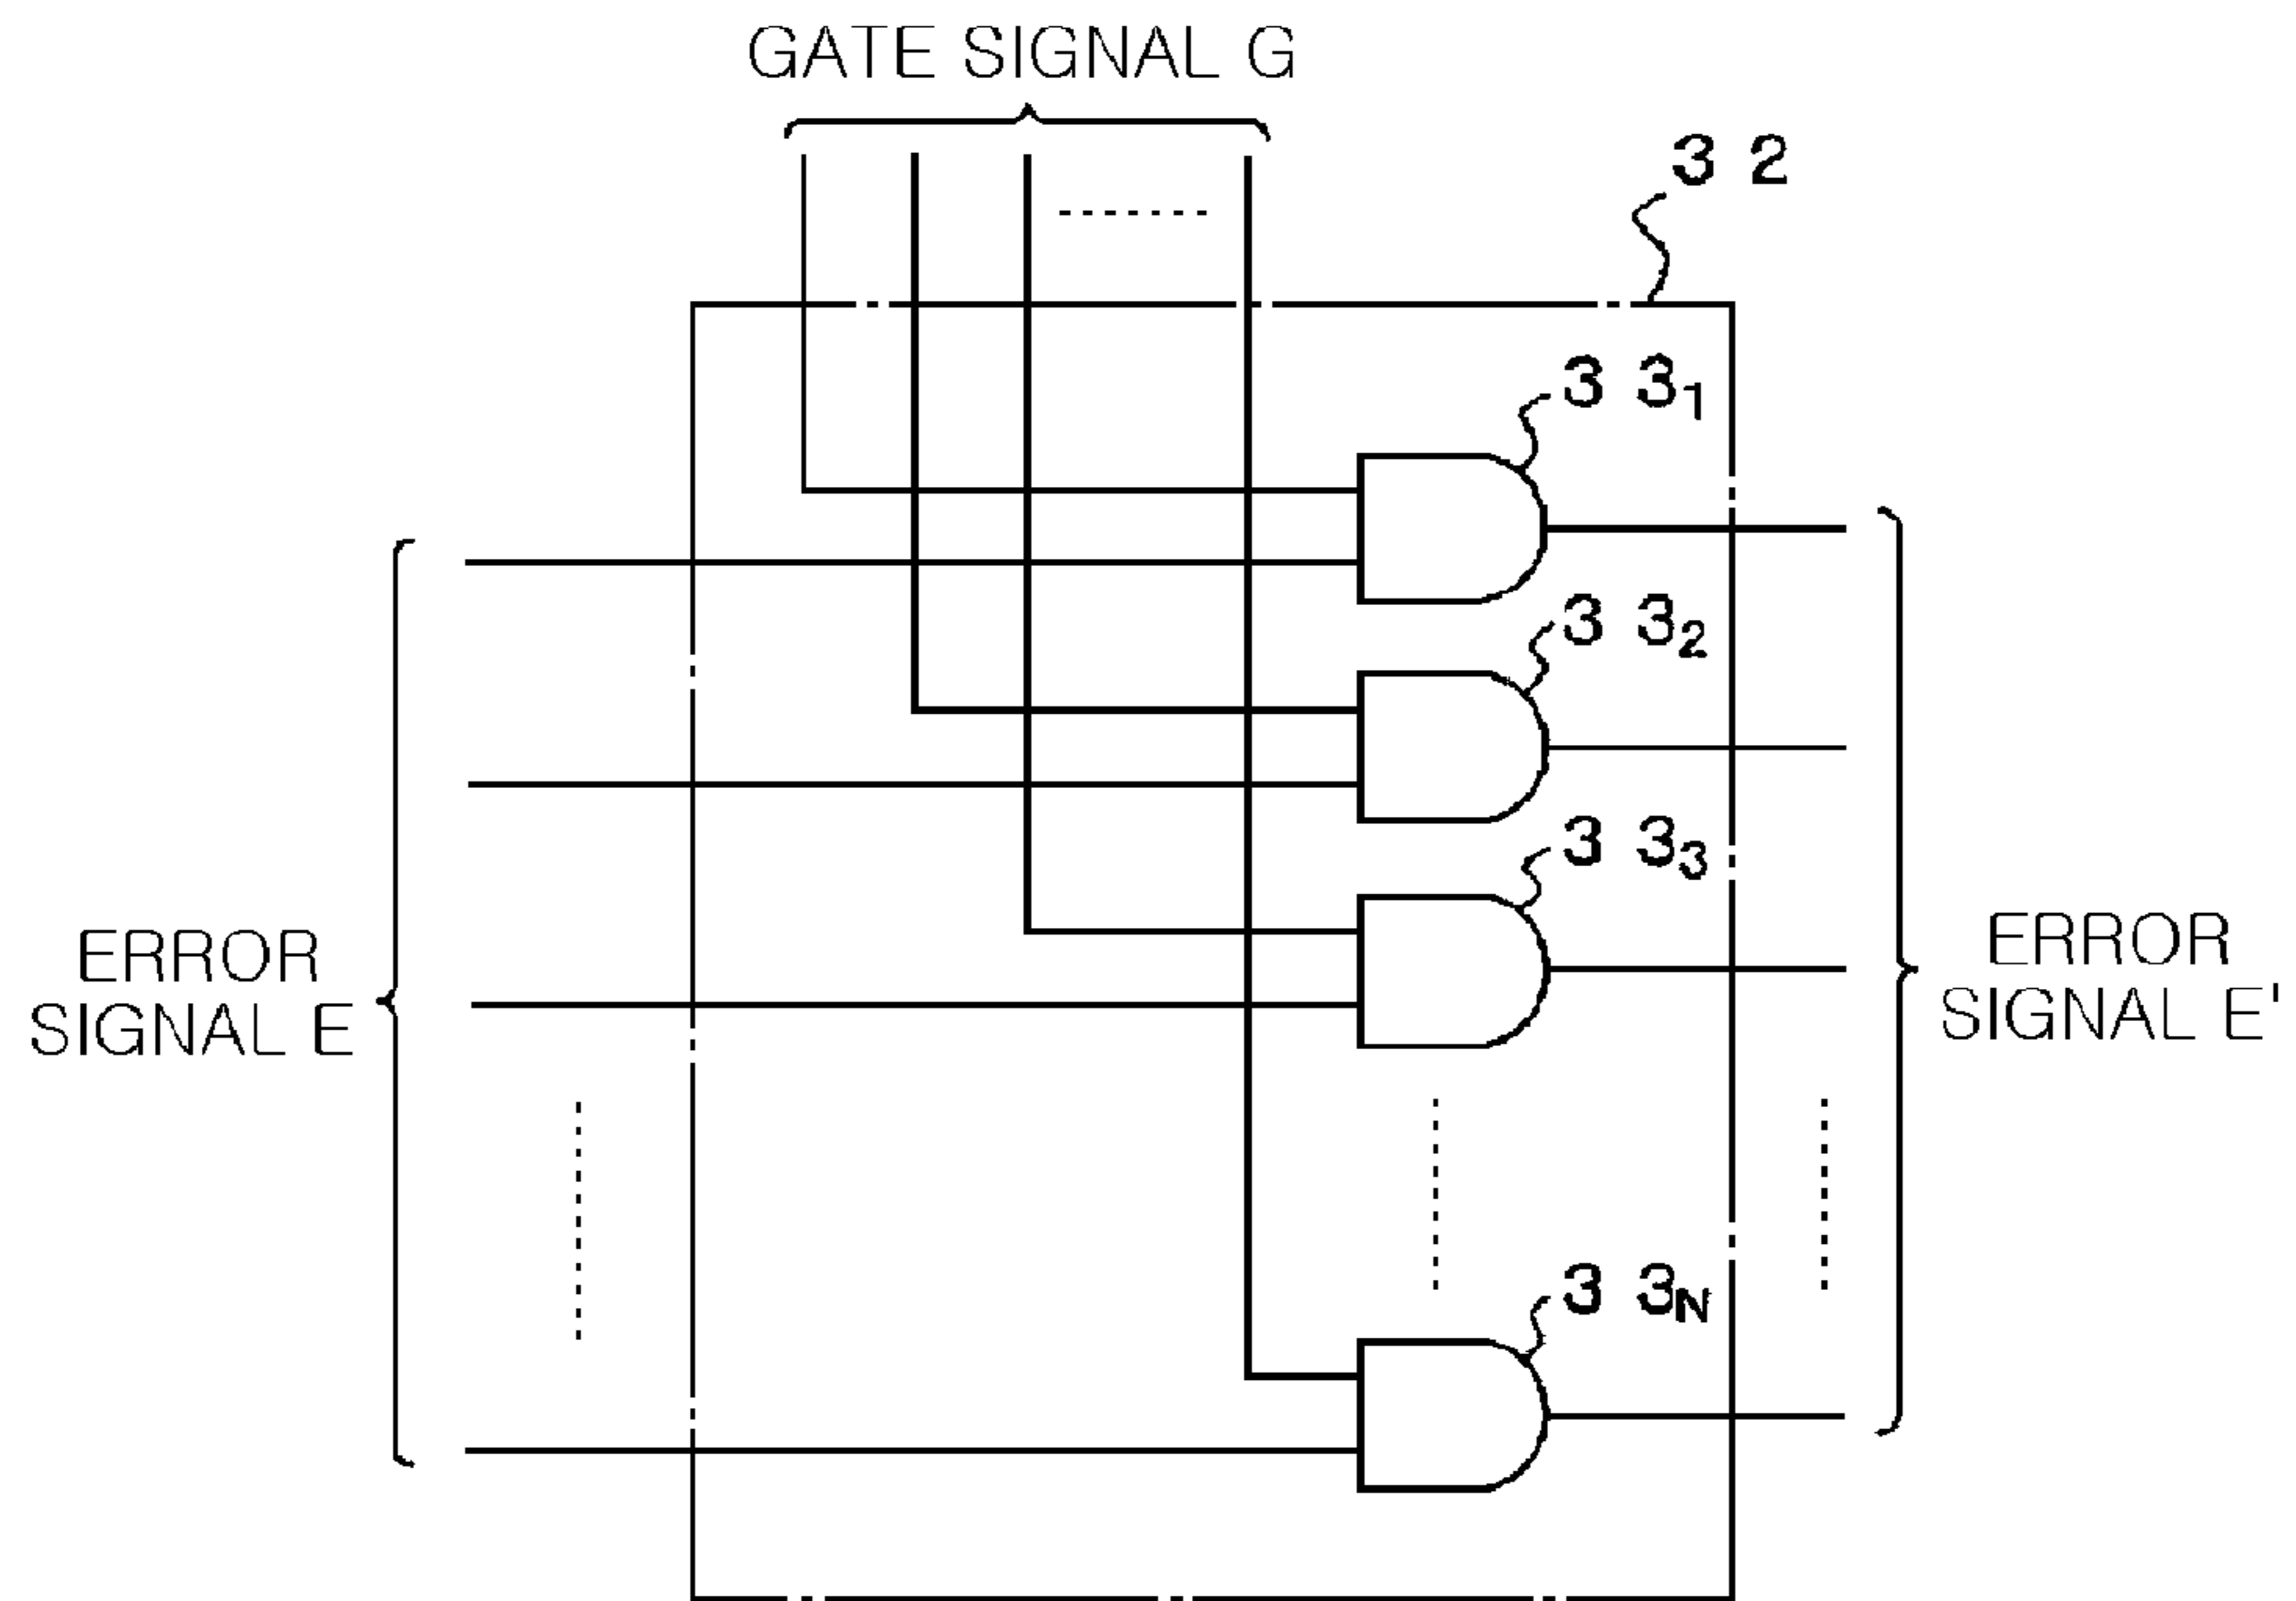 GATE SIGNAL G
3 2
3 3₁
3 3₂
3 3₃
ERROR
SIGNAL E
ERROR
SIGNAL E'
3 3N